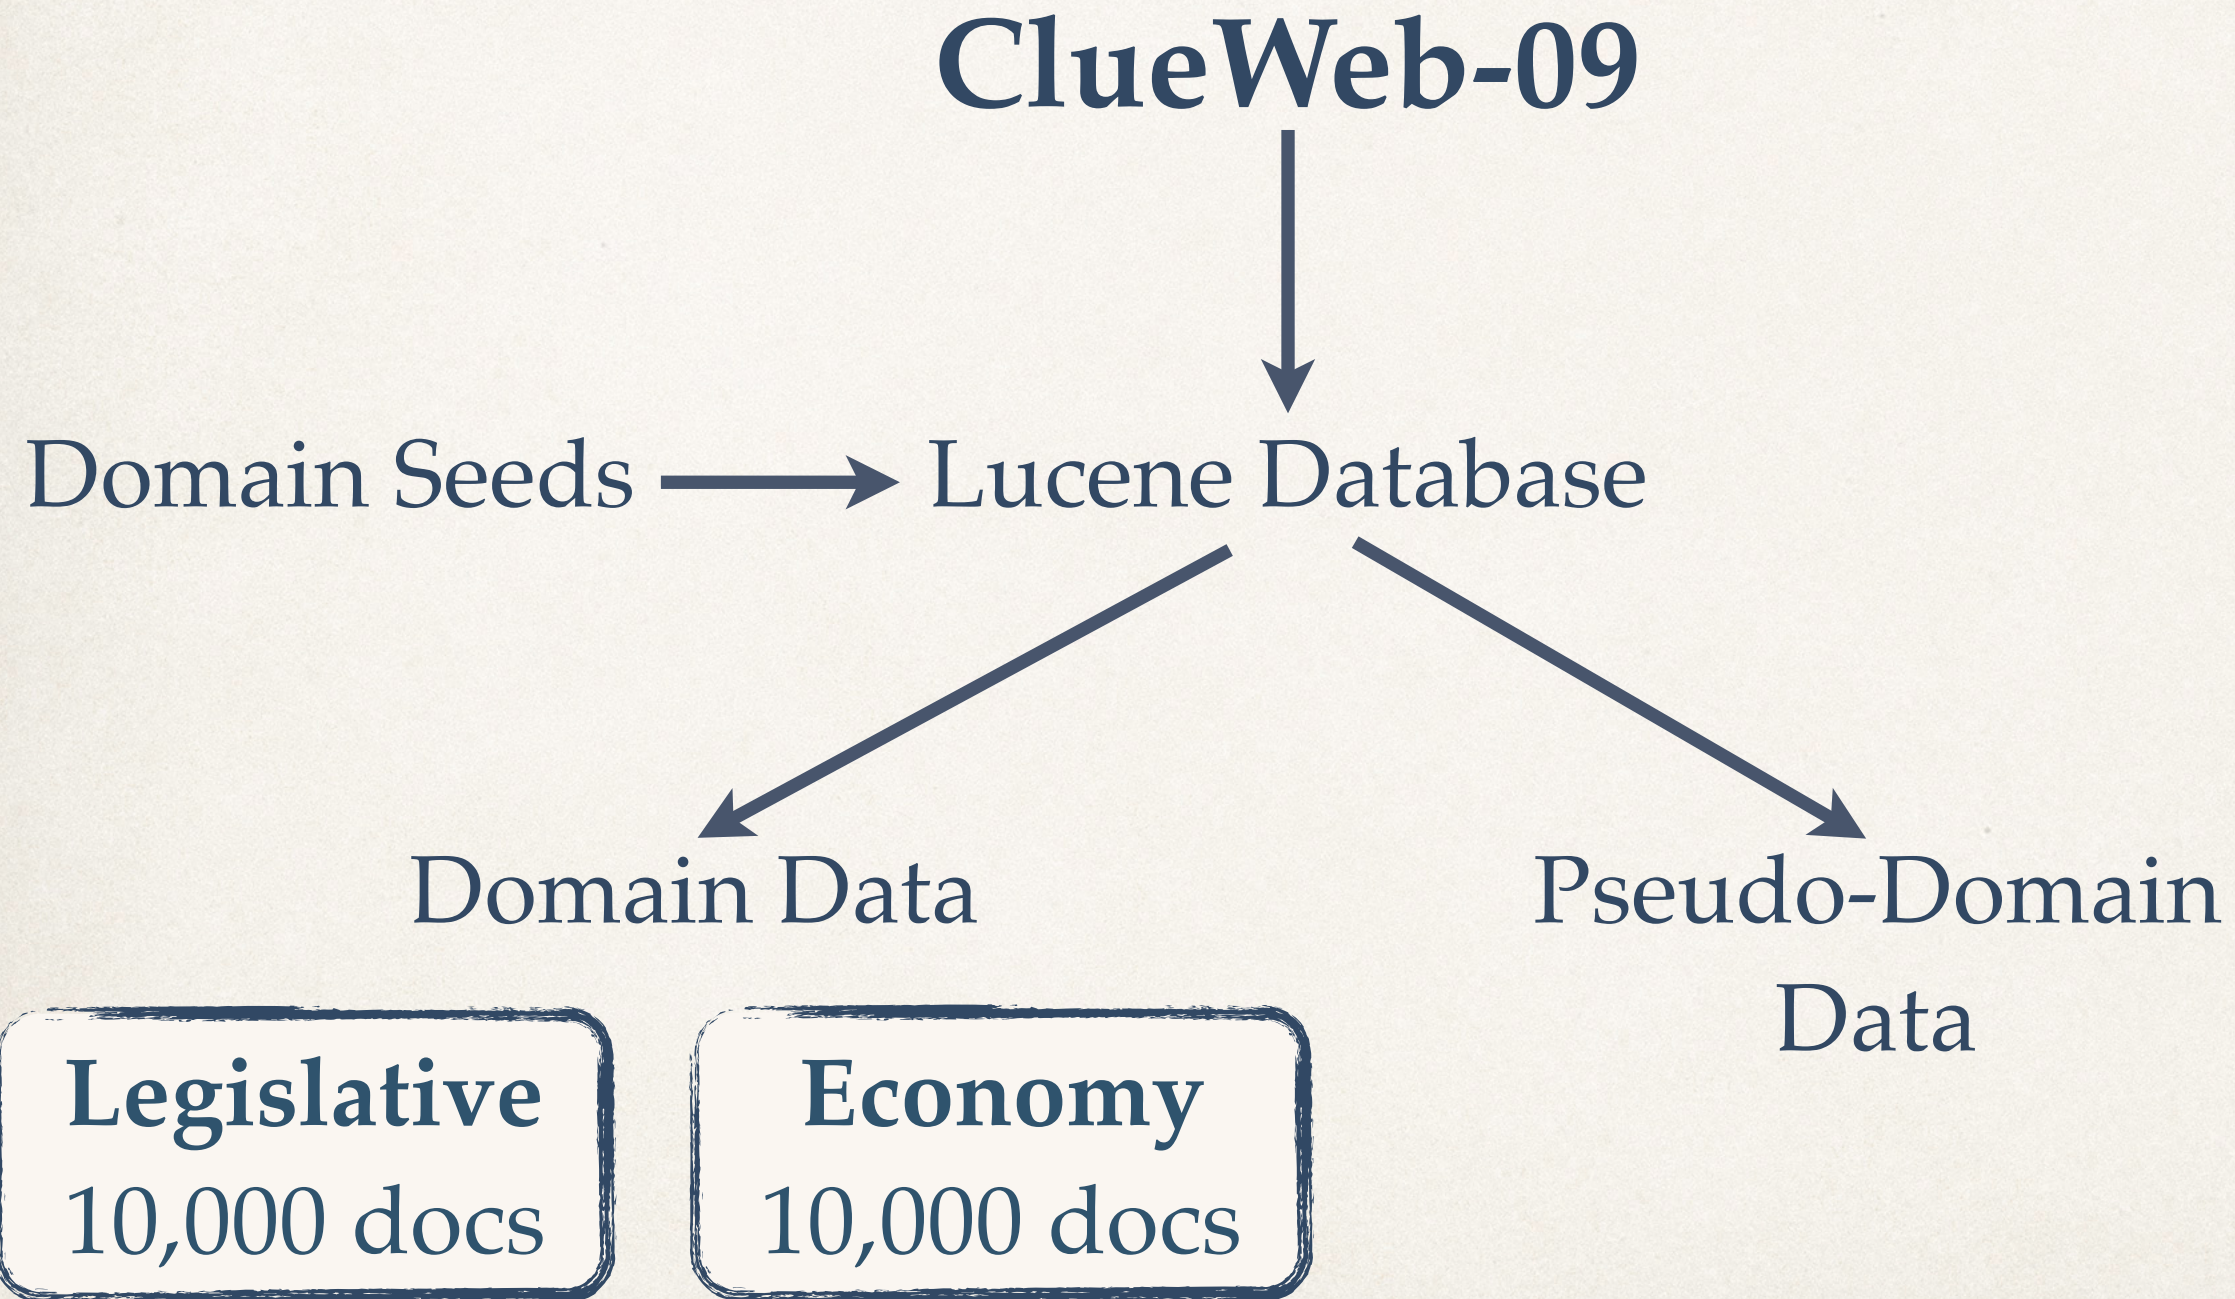 ClueWeb-09
Domain Seeds
Lucene Database
Domain Data
Pseudo-Domain
Data
Legislative
10,000 docs
Economy
10,000 docs